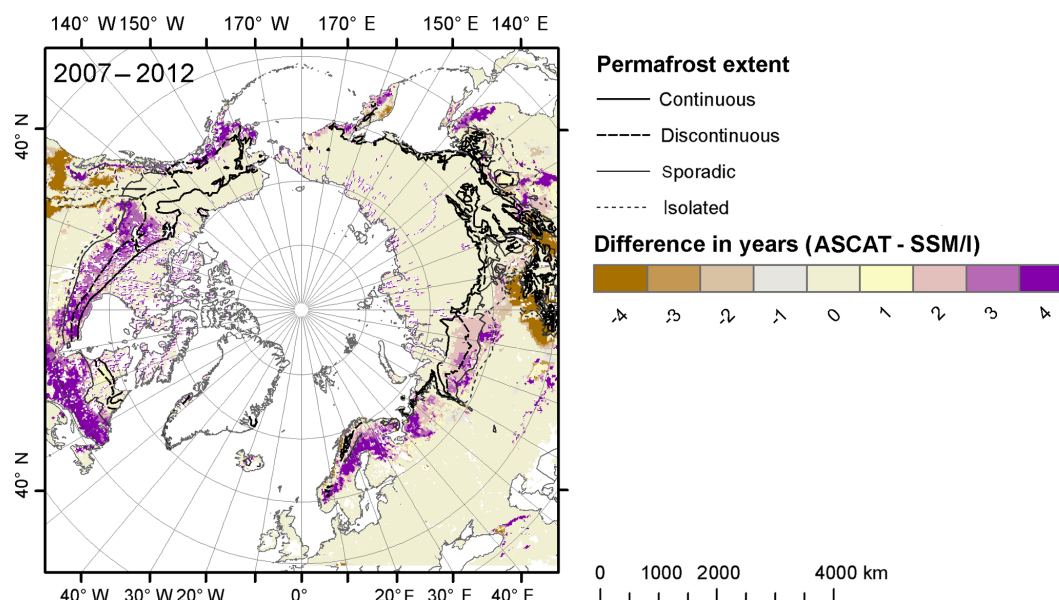 140° W 150° W 170° W 170° E 150° E 140° E
2007–2012
40° N
40° N
40° W 30° W 20° W 0° 20° E 30° E 40° E
Permafrost extent
Continuous
Discontinuous
Sporadic
Isolated
Difference in years (ASCAT - SSM/I)
-4 -3 -2 -1 0 1 2 3 4
0 1000 2000 4000 km